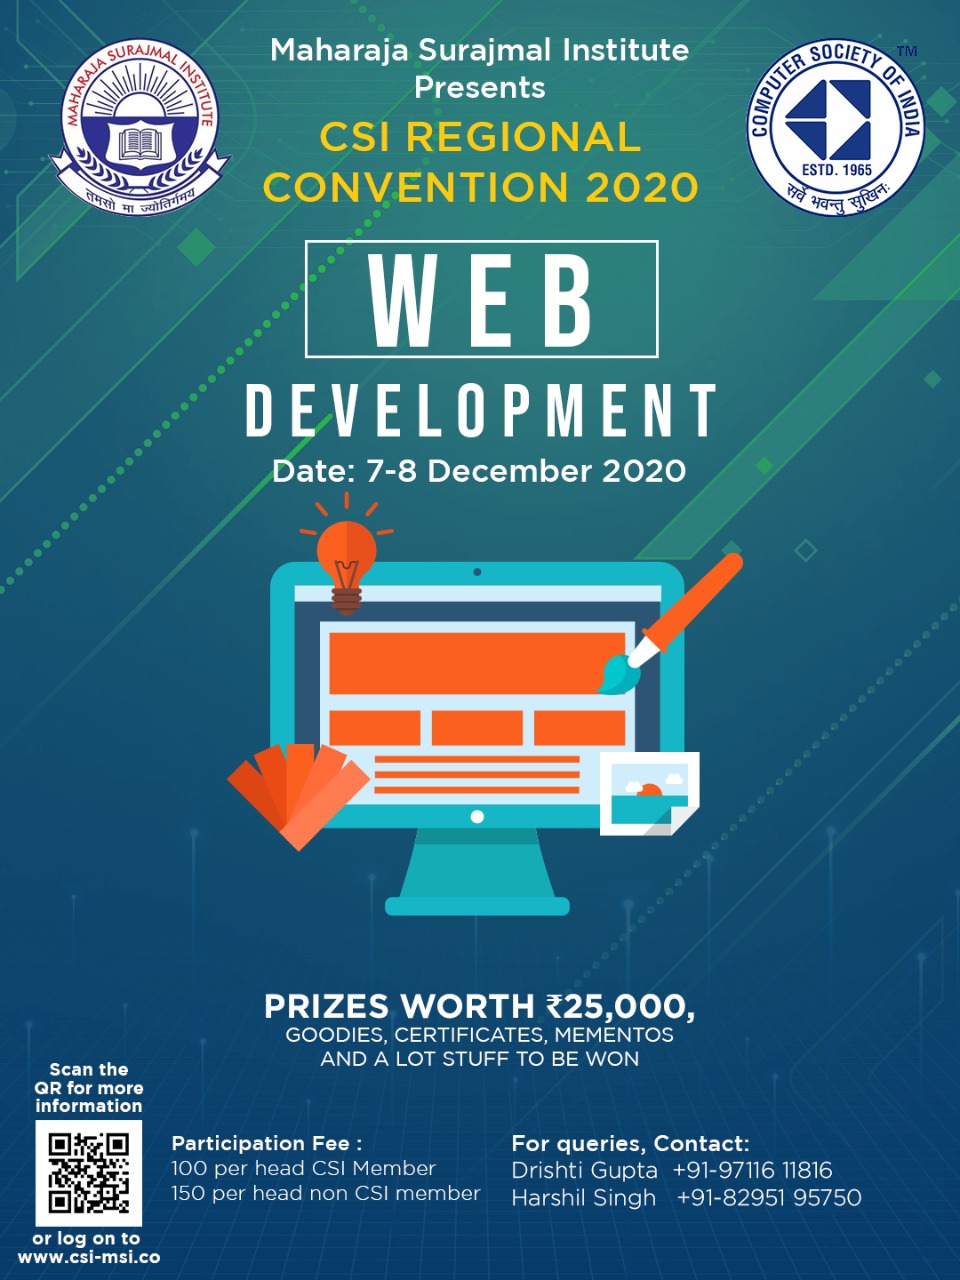 MAHARAJA SURAJMAL INSTITUTE
तमसो मा ज्योतिर्गमय
Maharaja Surajmal Institute
Presents
CSI REGIONAL
CONVENTION 2020
COMPUTER SOCIETY OF INDIA
TM
ESTD. 1965
सर्वे भवन्तु सुखिनः
WEB
DEVELOPMENT
Date: 7-8 December 2020
PRIZES WORTH ₹25,000,
GOODIES, CERTIFICATES, MEMENTOS
AND A LOT STUFF TO BE WON
Scan the
QR for more
information
or log on to
www.csi-msi.co
Participation Fee :
100 per head CSI Member
150 per head non CSI member
For queries, Contact:
Drishti Gupta +91-97116 11816
Harshil Singh +91-82951 95750